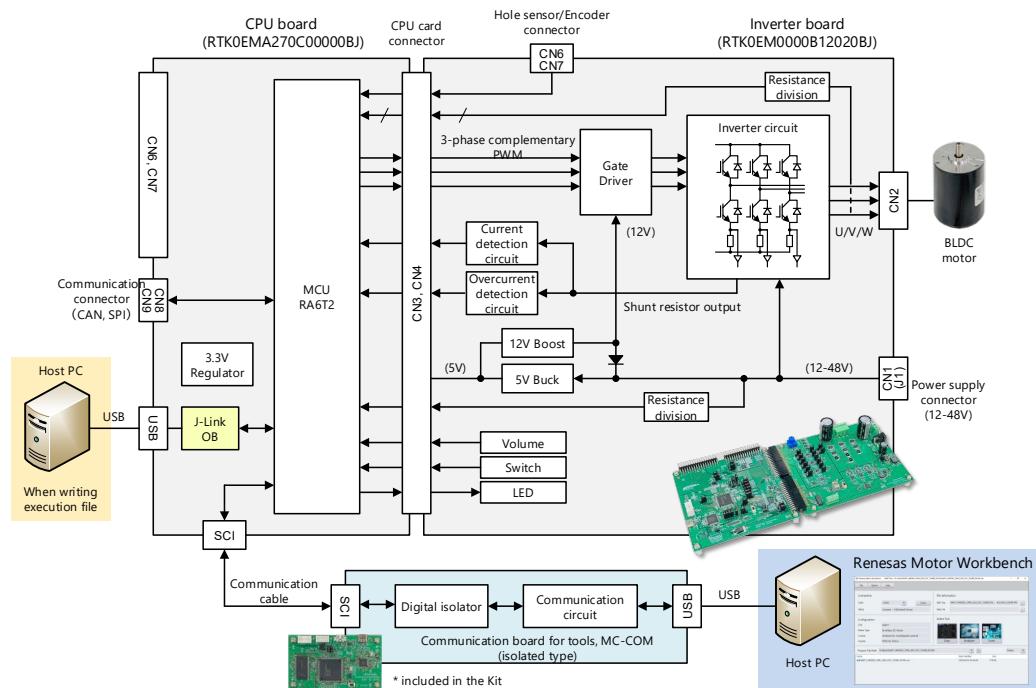 CPU board
(RTK0EMA270C00000BJ)
CPU card
connector
Hole sensor/Encoder
connector
Inverter board
(RTK0EM0000B12020BJ)
CN6
CN7
Resistance
division
CN6, CN7
3-phase complementary
PWM
Gate
Driver
Inverter circuit
CN2
U/V/W
BLDC
motor
(12V)
Current
detection
circuit
Overcurrent
detection
circuit
Shunt resistor output
MCU
RA6T2
CN3, CN4
Communication
connector
(CAN, SPI)
CN8
CN9
3.3V
Regulator
12V Boost
(5V)
5V Buck
(12-48V)
CN1
(J1)
Power supply
connector
(12-48V)
Resistance
division
Host PC
USB
USB
J-Link
OB
When writing
execution file
Volume
Switch
LED
SCI
Communication
cable
SCI
Digital isolator
Communication
circuit
USB
USB
Communication board for tools, MC-COM
(isolated type)
* included in the Kit
Renesas Motor Workbench
Host PC